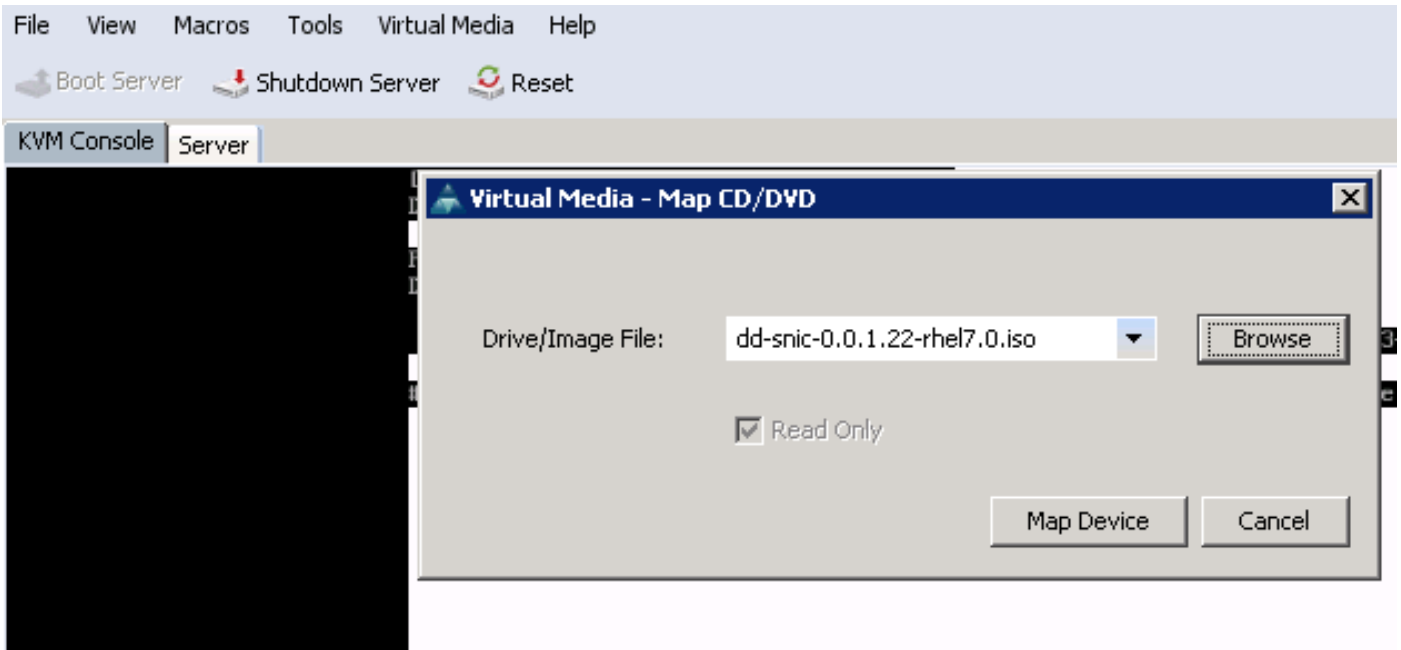 File View Macros Tools Virtual Media Help
Boot Server Shutdown Server Reset
KVM Console Server
Virtual Media - Map CD/DVD
Drive/Image File: dd-snic-0.0.1.22-rhel7.0.iso Browse
Read Only
Map Device Cancel